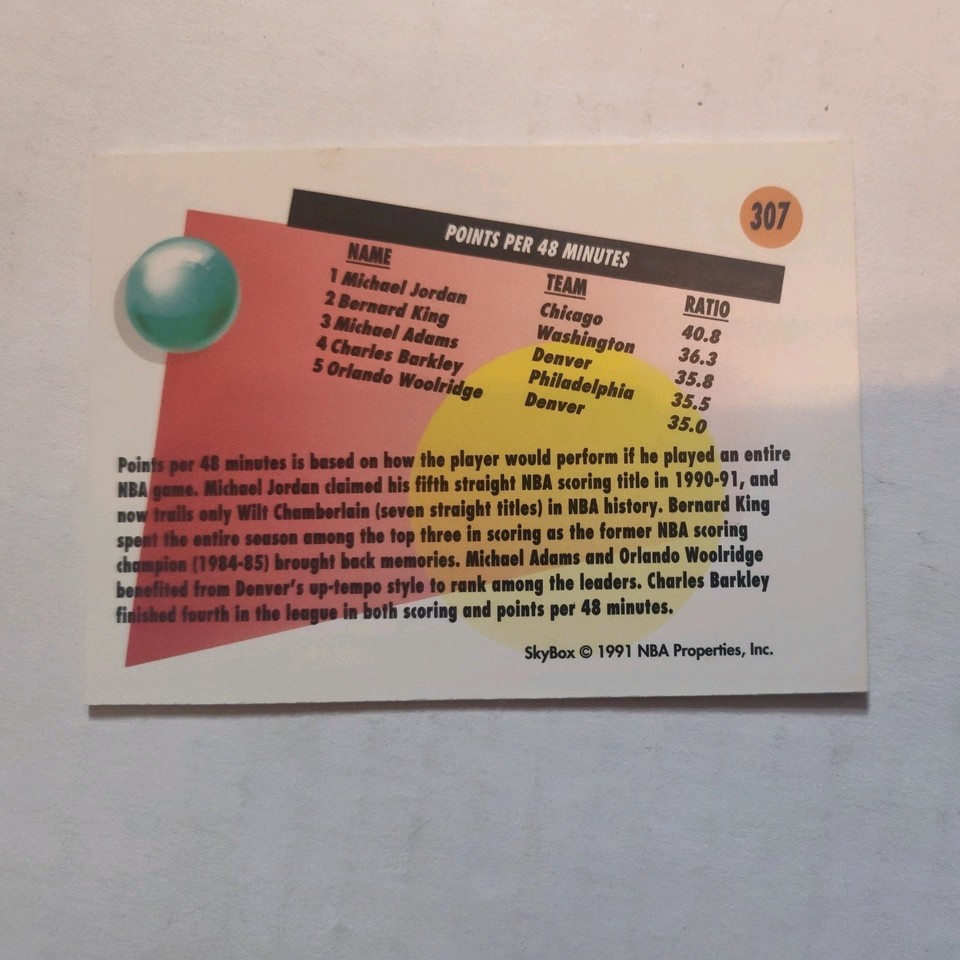 307
POINTS PER 48 MINUTES
NAME TEAM RATIO
1 Michael Jordan Chicago 40.8
2 Bernard King Washington 36.3
3 Michael Adams Denver 35.8
4 Charles Barkley Philadelphia 35.5
5 Orlando Woolridge Denver 35.0
Points per 48 minutes is based on how the player would perform if he played an entire
NBA game. Michael Jordan claimed his fifth straight NBA scoring title in 1990-91, and
now trails only Wilt Chamberlain (seven straight titles) in NBA history. Bernard King
spent the entire season among the top three in scoring as the former NBA scoring
champion (1984-85) brought back memories. Michael Adams and Orlando Woolridge
benefited from Denver's up-tempo style to rank among the leaders. Charles Barkley
finished fourth in the league in both scoring and points per 48 minutes.
SkyBox © 1991 NBA Properties, Inc.